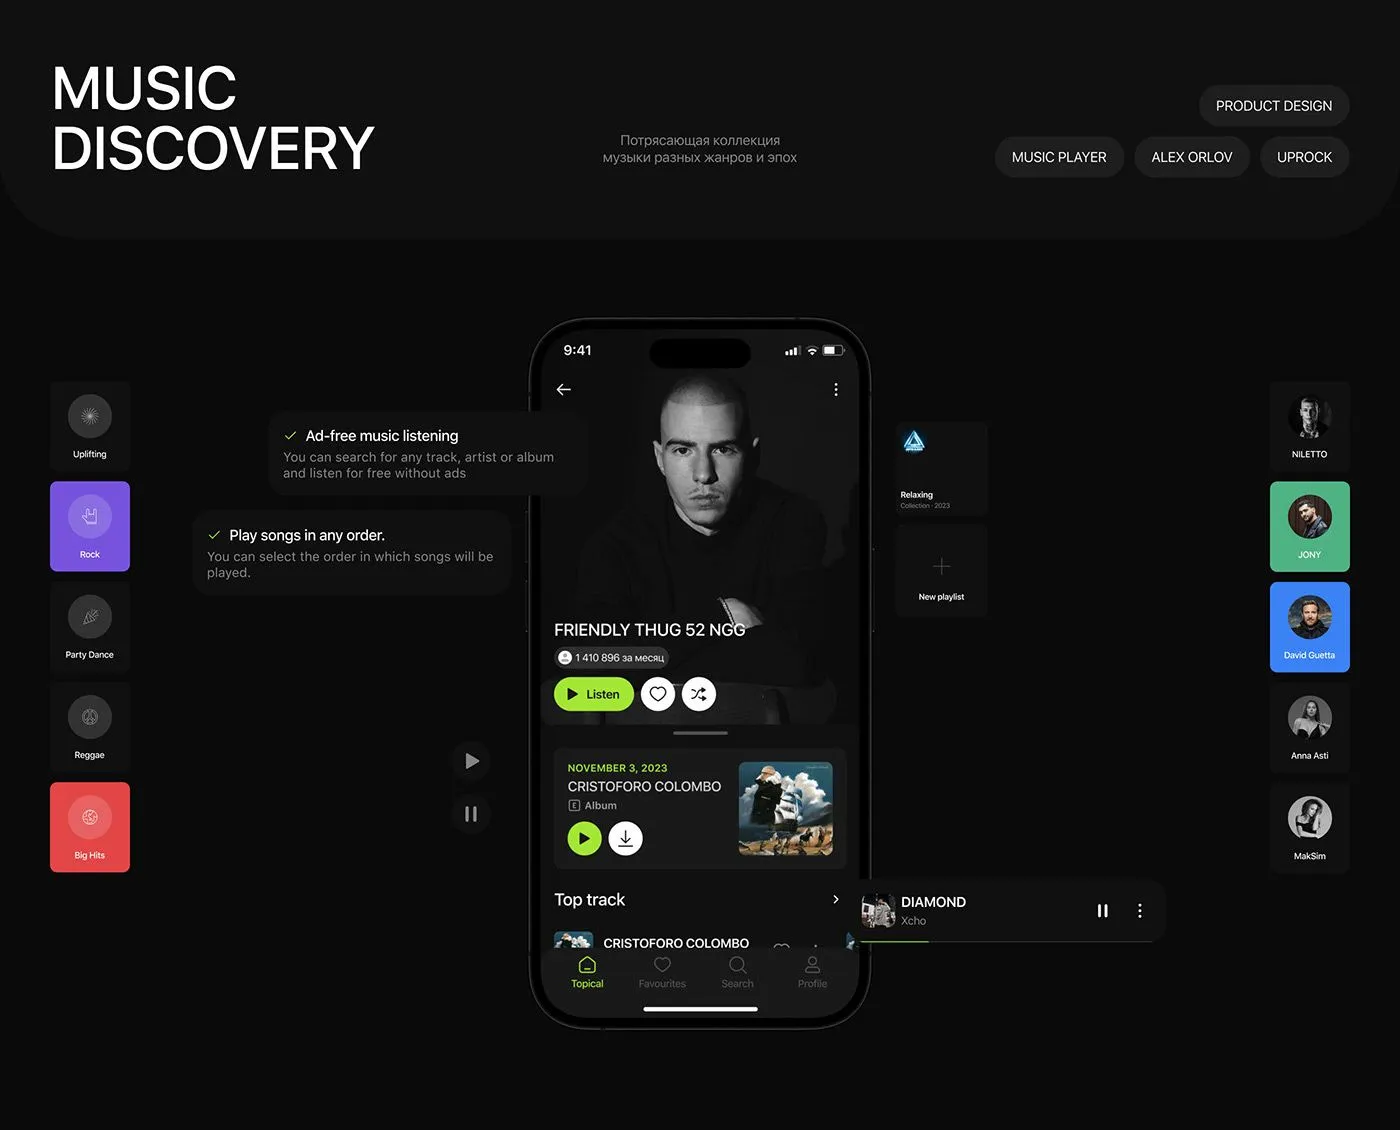 MUSIC
DISCOVERY
Потрясающая коллекция
музыки разных жанров и эпох
PRODUCT DESIGN
MUSIC PLAYER
ALEX ORLOV
UPROCK
Uplifting
Rock
Party Dance
Reggae
Big Hits
Ad-free music listening
You can search for any track, artist or album
and listen for free without ads
Play songs in any order.
You can select the order in which songs will be
played.
9:41
FRIENDLY THUG 52 NGG
1 410 896 за месяц
Listen
NOVEMBER 3, 2023
CRISTOFORO COLOMBO
E Album
Top track
CRISTOFORO COLOMBO
Topical
Favourites
Search
Profile
Relaxing
Collection · 2023
New playlist
DIAMOND
Xcho
NILETTO
JONY
David Guetta
Anna Asti
MakSim